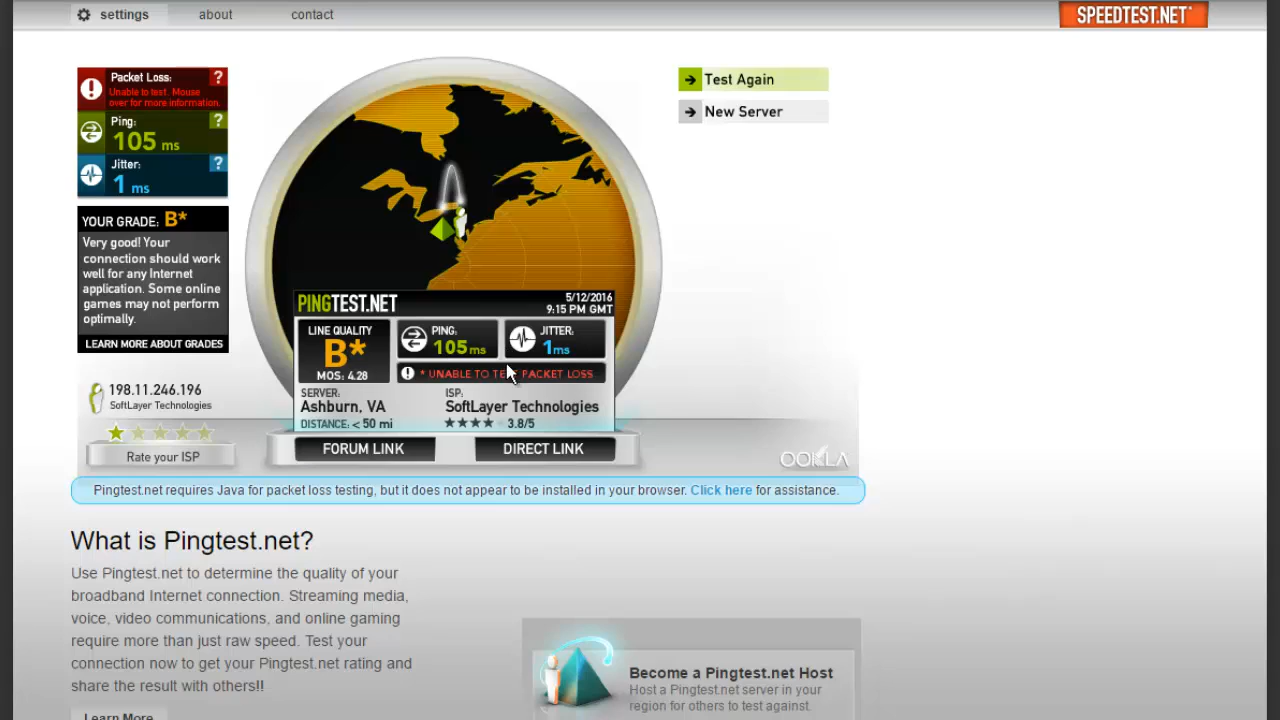 settings
about
contact
SPEEDTEST.NET
Packet Loss:
?
Unable to test. Mouse
over for more information.
Ping:
?
105 ms
Jitter:
?
1 ms
YOUR GRADE: B*
Very good! Your
connection should work
well for any Internet
application. Some online
games may not perform
optimally.
LEARN MORE ABOUT GRADES
198.11.246.196
SoftLayer Technologies
Rate your ISP
Test Again
New Server
PINGTEST.NET
5/12/2016
9:15 PM GMT
LINE QUALITY
B*
MOS: 4.28
PING:
105ms
JITTER:
1ms
* UNABLE TO TEST PACKET LOSS
SERVER:
Ashburn, VA
DISTANCE: < 50 mi
ISP:
SoftLayer Technologies
3.8/5
FORUM LINK
DIRECT LINK
OOKLA
Pingtest.net requires Java for packet loss testing, but it does not appear to be installed in your browser. Click here for assistance.
What is Pingtest.net?
Use Pingtest.net to determine the quality of your
broadband Internet connection. Streaming media,
voice, video communications, and online gaming
require more than just raw speed. Test your
connection now to get your Pingtest.net rating and
share the result with others!!
Learn More
Become a Pingtest.net Host
Host a Pingtest.net server in your
region for others to test against.